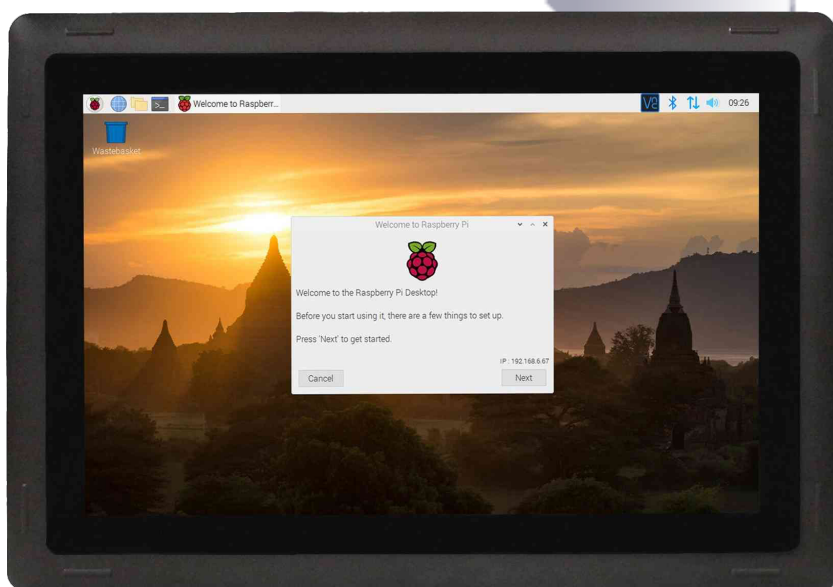 Welcome to Raspberr...
V2
09:26
Wastebasket
Welcome to Raspberry Pi
Welcome to the Raspberry Pi Desktop!
Before you start using it, there are a few things to set up.
Press 'Next' to get started.
IP : 192.168.6.67
Cancel
Next